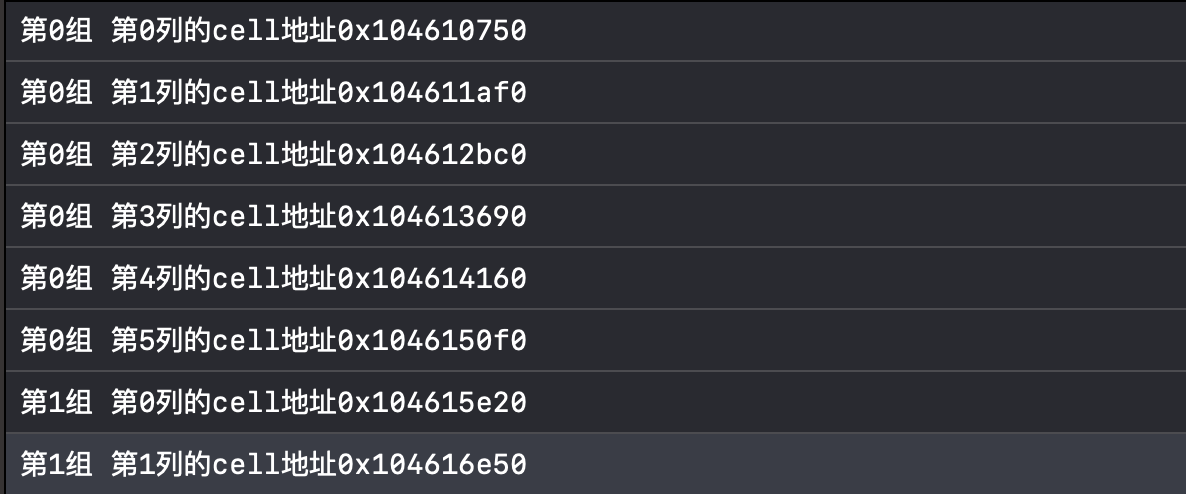 第0组 第0列的cell地址0x104610750
第0组 第1列的cell地址0x104611af0
第0组 第2列的cell地址0x104612bc0
第0组 第3列的cell地址0x104613690
第0组 第4列的cell地址0x104614160
第0组 第5列的cell地址0x1046150f0
第1组 第0列的cell地址0x104615e20
第1组 第1列的cell地址0x104616e50